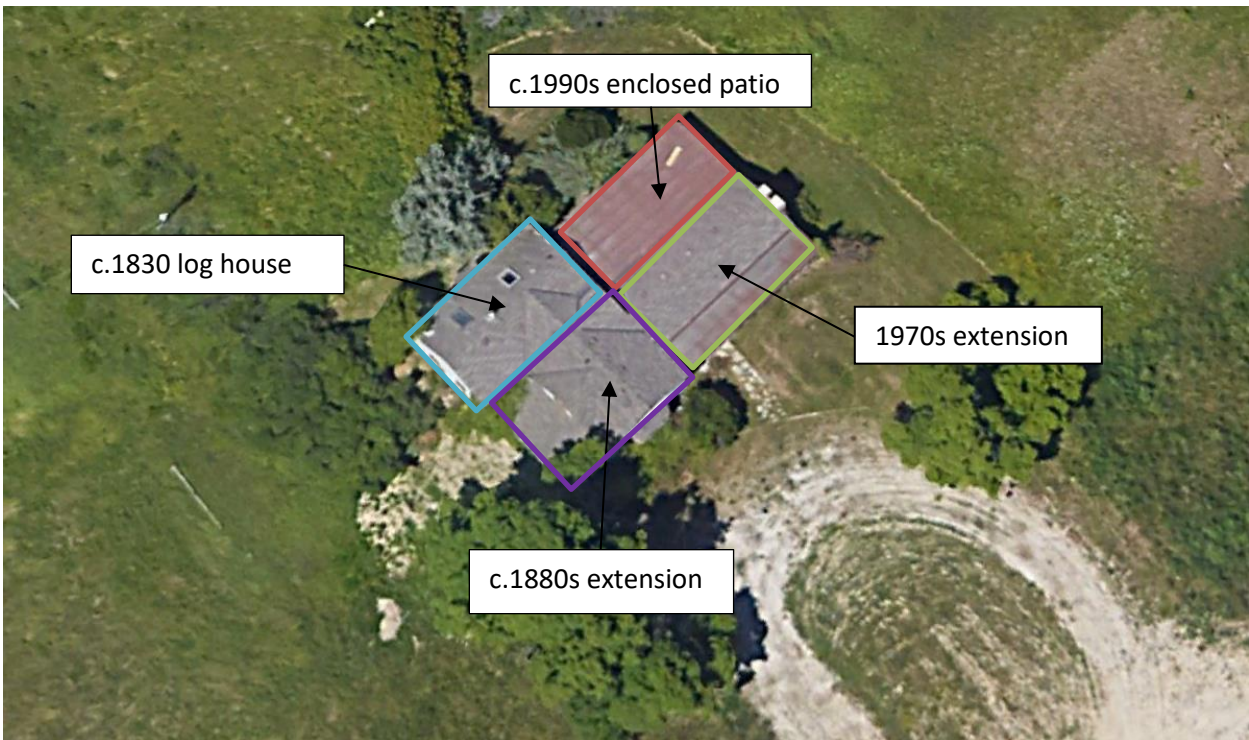 c.1990s enclosed patio
c.1830 log house
1970s extension
c.1880s extension